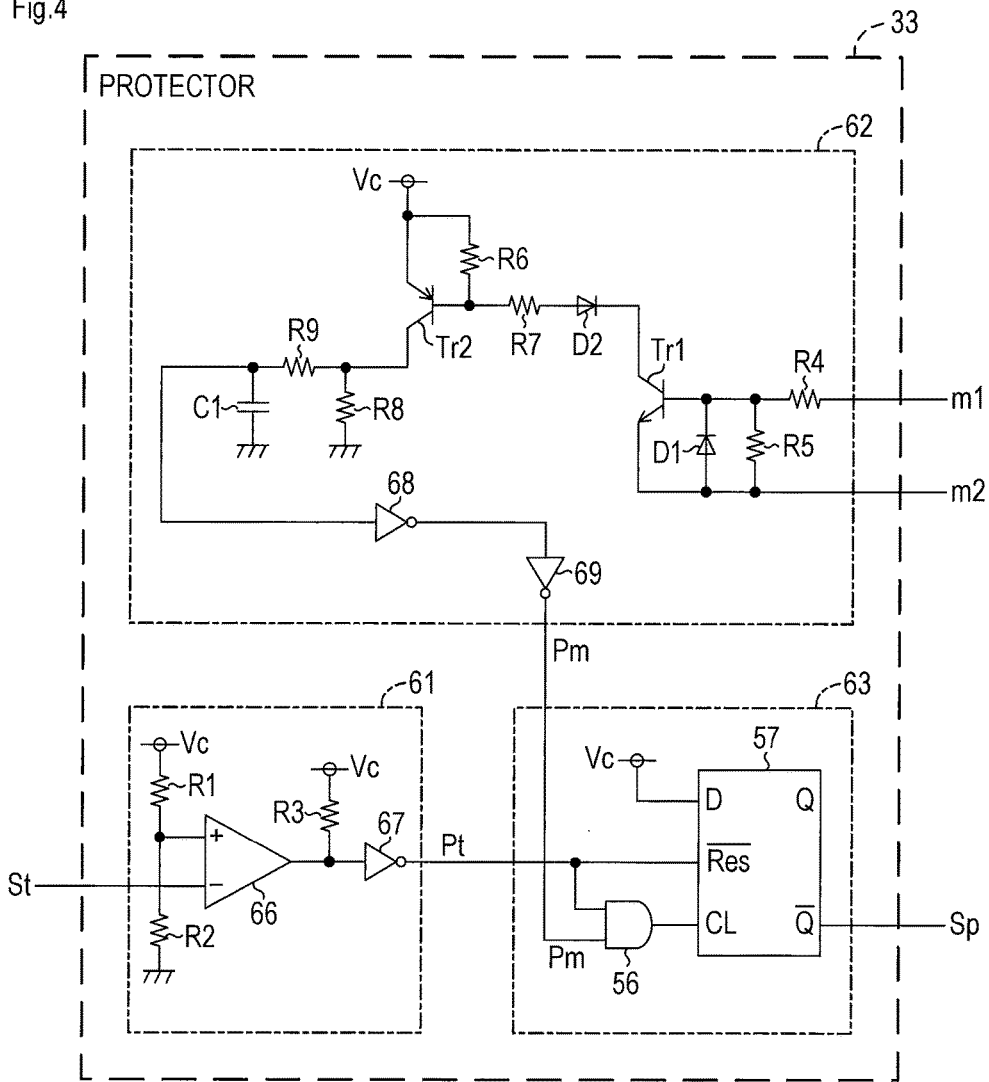 Fig.4
33
PROTECTOR
62
Vc
R6
R9
Tr2
R7
D2
Tr1
R4
C1
R8
D1
R5
m1
m2
68
69
Pm
61
63
Vc
R1
Vc
R3
67
Pt
St
+
−
66
R2
Vc
57
D
Q
Res
CL
Q
Pm
56
Sp